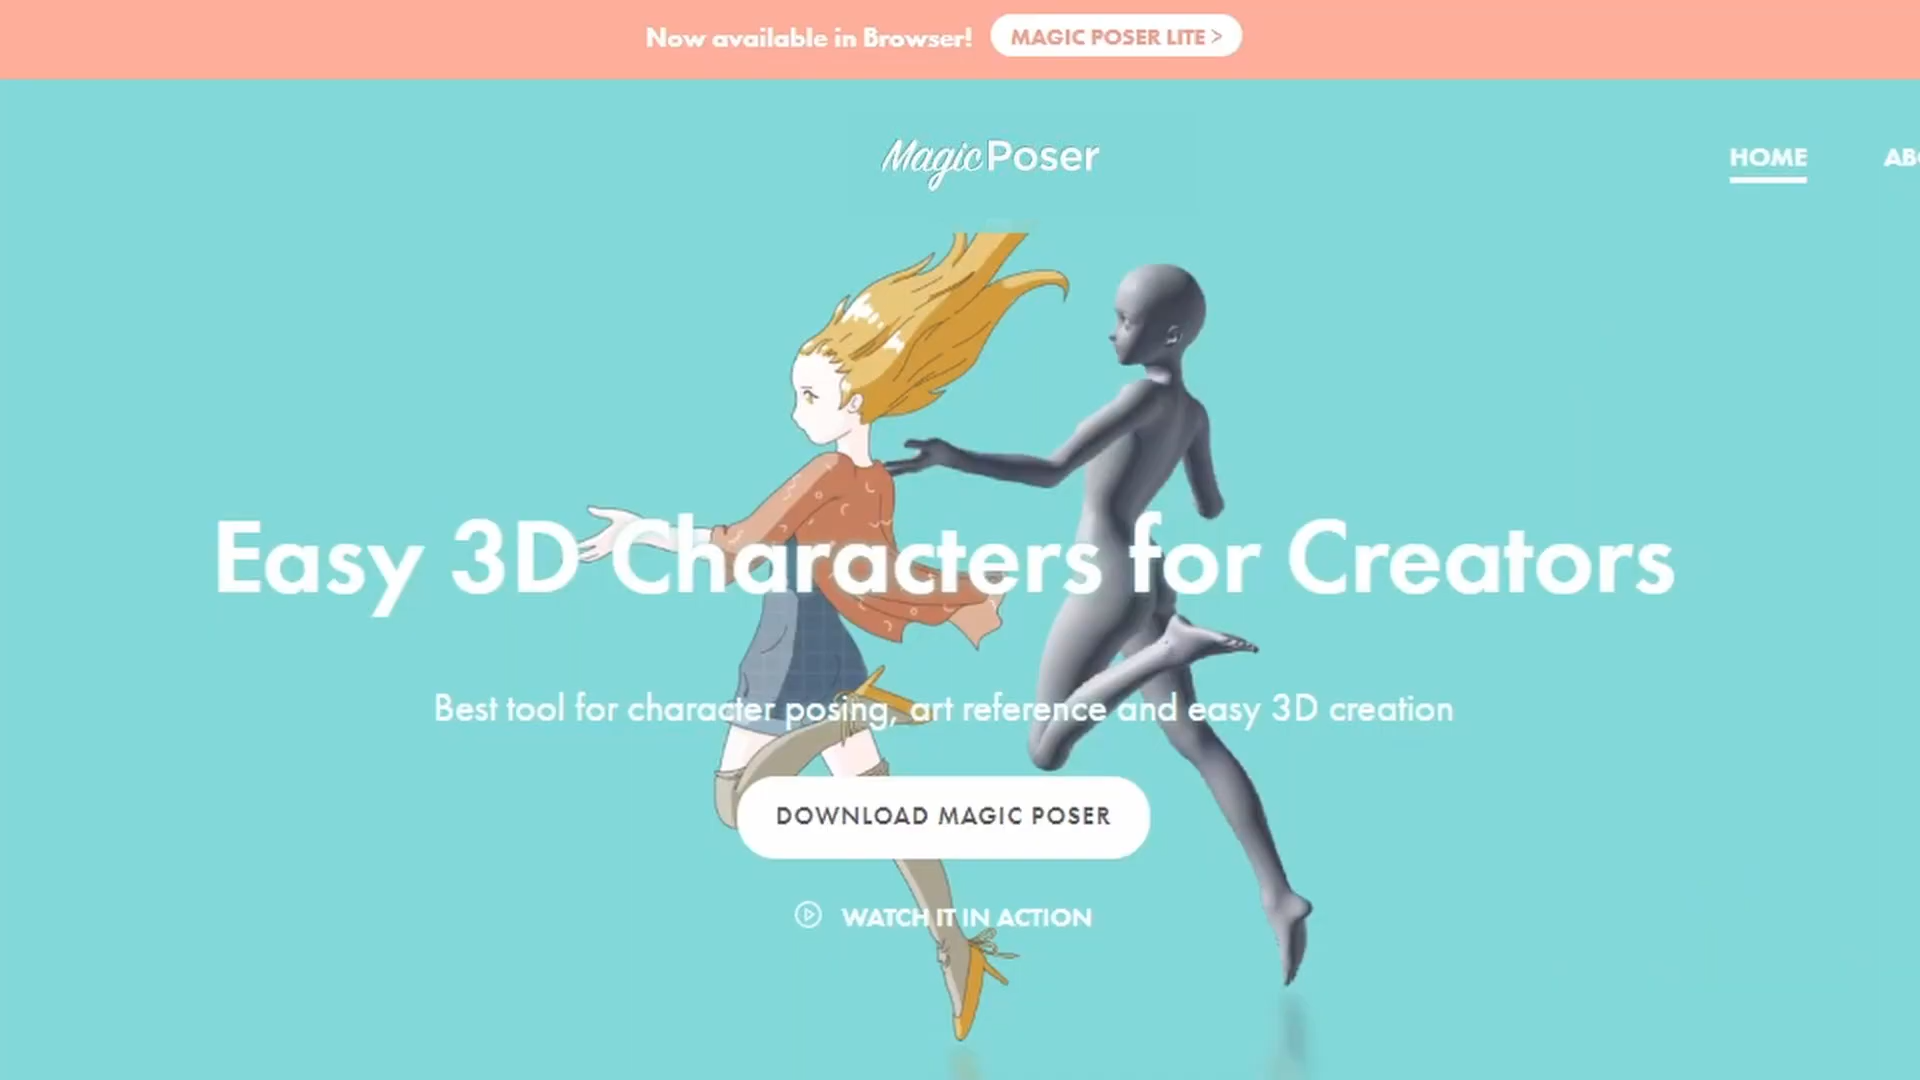 Now available in Browser! MAGIC POSER LITE >
MagicPoser
HOME
Easy 3D Characters for Creators
Best tool for character posing, art reference and easy 3D creation
DOWNLOAD MAGIC POSER
WATCH IT IN ACTION